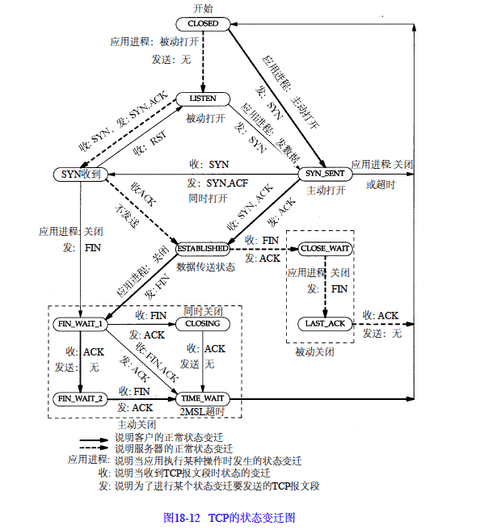 开始
CLOSED
应用进程：被动打开
发送：无
应用进程：主动打开
发：SYN
LISTEN
被动打开
收：SYN，发：SYN,ACK
收：RST
应用进程：发数据
发：SYN
SYN收到
收：SYN
发：SYN,ACF
同时打开
SYN_SENT
主动打开
应用进程 关闭
或超时
收ACK
不发送
收：SYN, ACK
发：ACK
应用进程：关闭
发：FIN
ESTABLISHED
数据传送状态
收：FIN
发：ACK
CLOSE_WAIT
应用进程 关闭
发：FIN
LAST_ACK
收：ACK
发送：无
被动关闭
应用进程：关闭
发：FIN
FIN_WAIT_1
收：FIN
发：ACK
同时关闭
CLOSING
收：ACK
发送：无
收：FIN,ACK
发：ACK
收：ACK
发送：无
FIN_WAIT_2
收：FIN
发：ACK
TIME_WAIT
2MSL超时
主动关闭
说明客户的正常状态变迁
说明服务器的正常状态变迁
应用进程：说明当应用执行某种操作时发生的状态变迁
收：说明当收到TCP报文段时状态的变迁
发：说明为了进行某个状态变迁要发送的TCP报文段
图18-12 TCP的状态变迁图